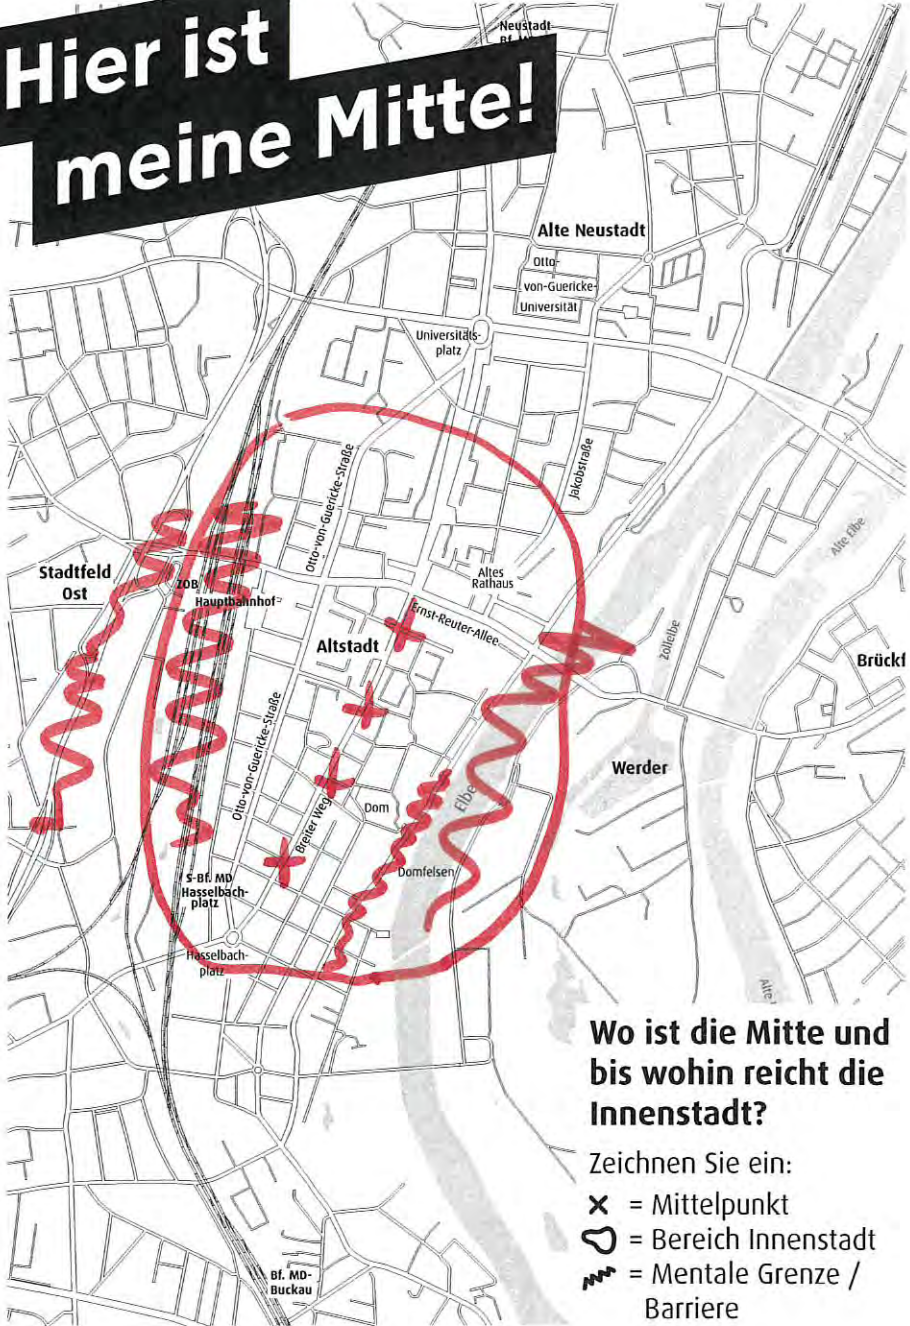 Hier ist
meine Mitte!
Neustadt-
Alte Neustadt
Otto-
von-Guericke-
Universität
Universitäts-
platz
Otto-von-Guericke-Straße
Jakobstraße
Alte Elbe
Stadtfeld
Ost
ZOB
Hauptbahnhof
Altes
Rathaus
Ernst-Reuter-Allee
Altstadt
Zollelbe
Brückf
Otto-von-Guericke-Straße
Werder
Elbe
Dom
Breiter Weg
Domfelsen
S-Bf. MD
Hasselbach-
platz
Hasselbach-
platz
Alte
Wo ist die Mitte und
bis wohin reicht die
Innenstadt?
Zeichnen Sie ein:
= Mittelpunkt
= Bereich Innenstadt
= Mentale Grenze /
Barriere
Bf. MD-
Buckau